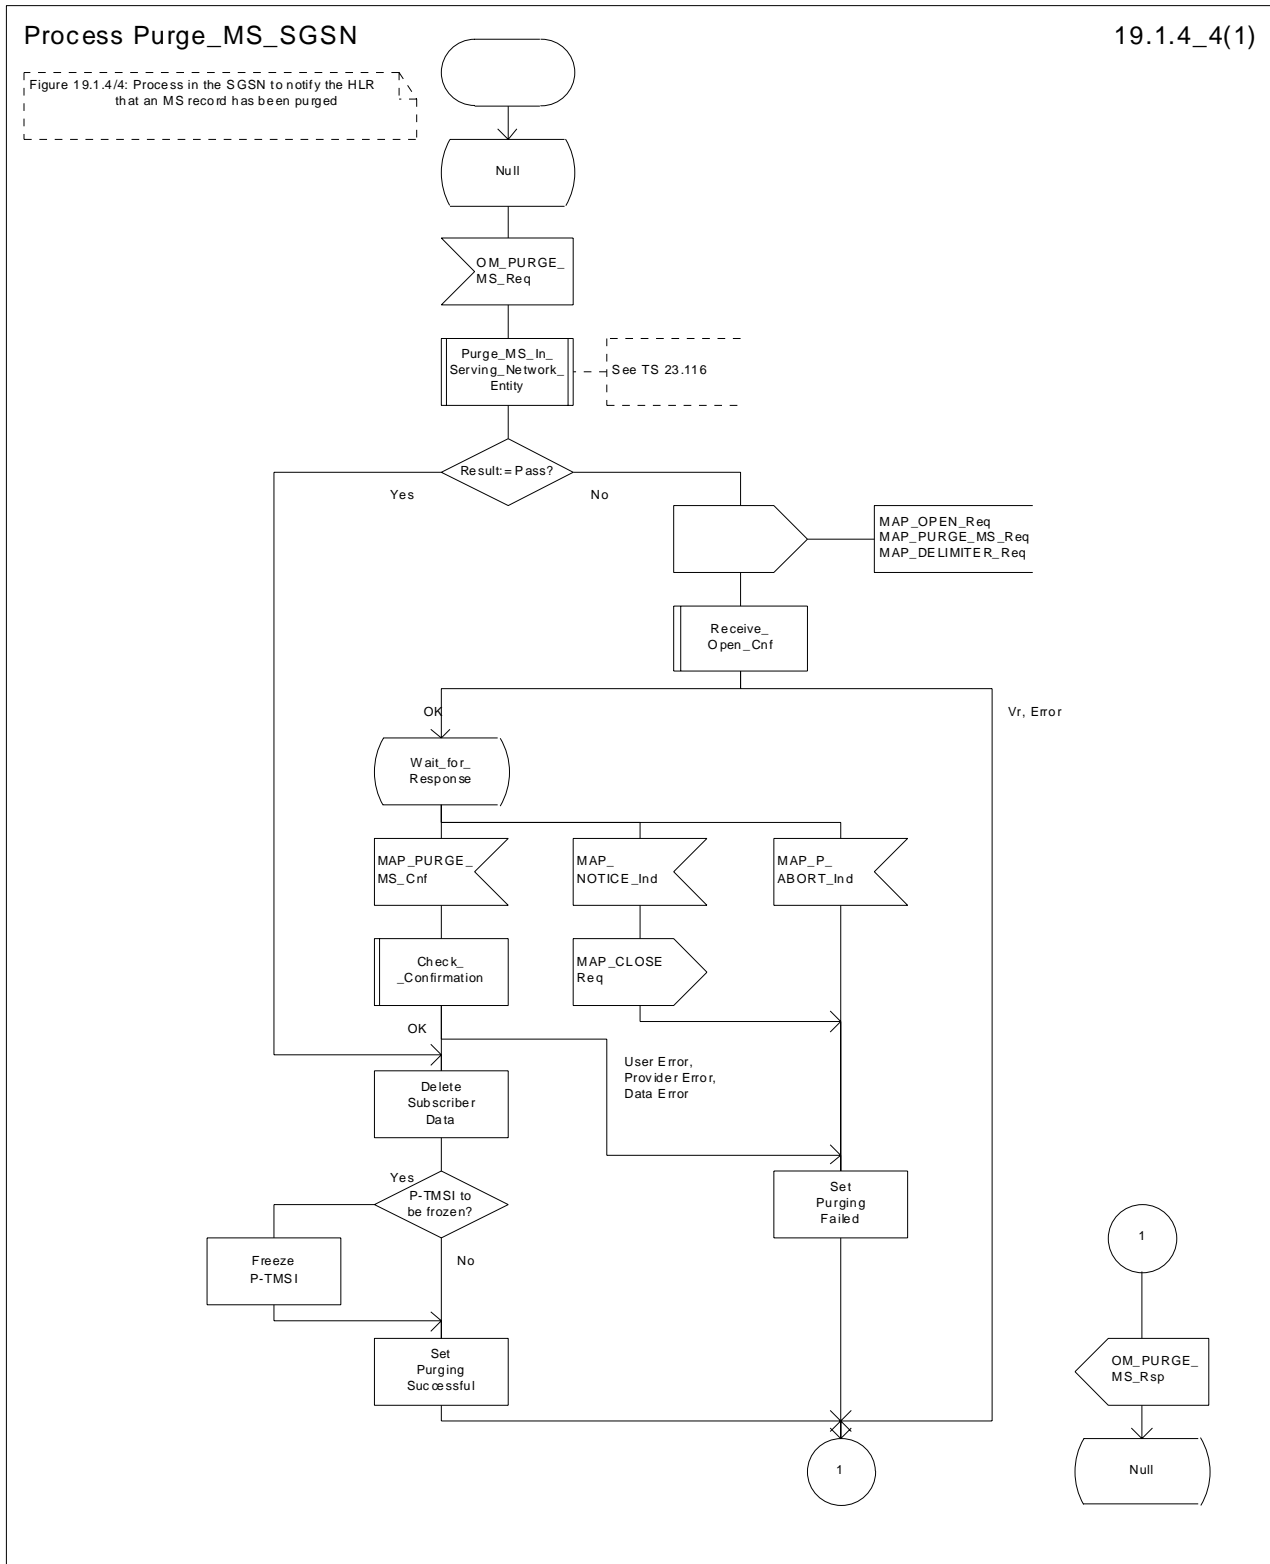 Process Purge_MS_SGSN
19.1.4_4(1)
Figure 19.1.4/4: Process in the SGSN to notify the HLR
that an MS record has been purged
Null
OM_PURGE_
MS_Req
Purge_MS_In_
Serving_Network_
Entity
See TS 23.116
Result:=Pass?
Yes
No
MAP_OPEN_Req
MAP_PURGE_MS_Req
MAP_DELIMITER_Req
Receive_
Open_Cnf
OK
Vr, Error
Wait_for_
Response
MAP_PURGE_
MS_Cnf
MAP_
NOTICE_Ind
MAP_P_
ABORT_Ind
Check_
_Confirmation
MAP_CLOSE
Req
OK
User Error,
Provider Error,
Data Error
Delete
Subscriber
Data
Yes
P-TMSI to
be frozen?
No
Set
Purging
Failed
Freeze
P-TMSI
Set
Purging
Successful
1
1
OM_PURGE_
MS_Rsp
Null